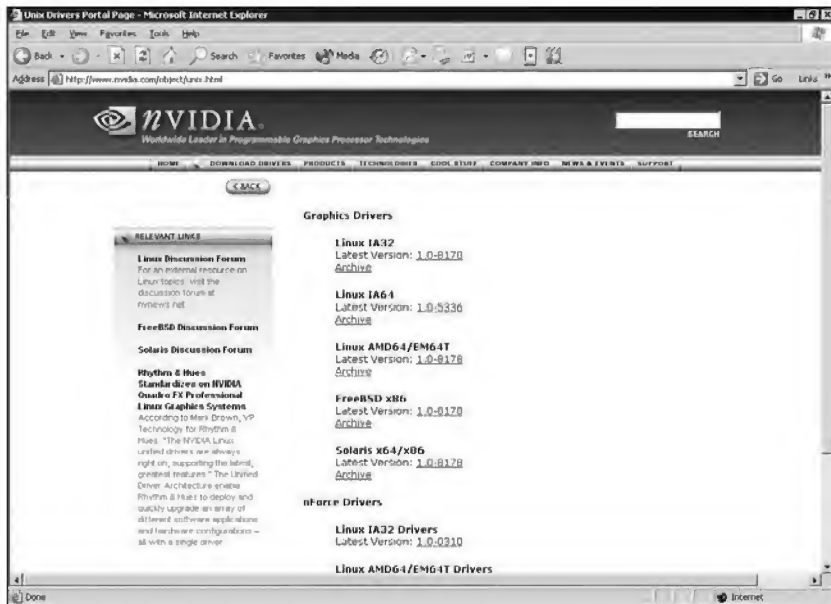 Unix Drivers Portal Page - Microsoft Internet Explorer
File Edit View Favorites Tools Help
Back Search Favorites Media
Address http://www.nvidia.com/object/unix.html Go Links
nVIDIA.
Worldwide Leader in Programmable Graphics Processor Technologies
SEARCH
HOME DOWNLOAD DRIVERS PRODUCTS TECHNOLOGIES COOL STUFF COMPANY INFO NEWS & EVENTS SUPPORT
< BACK
RELEVANT LINKS
Linux Discussion Forum
For an external resource on
Linux topics, visit the
discussion forum at
nvnews.net
FreeBSD Discussion Forum
Solaris Discussion Forum
Rhythm & Hues
Standardizes on NVIDIA
Quadro FX Professional
Linux Graphics Systems
According to Mark Brown, VP
Technology for Rhythm &
Hues. "The NVIDIA Linux
unified drivers are always
right on, supporting the latest,
greatest features." The Unified
Driver Architecture enable
Rhythm & Hues to deploy and
quickly upgrade an array of
different software applications
and hardware configurations –
all with a single driver
Graphics Drivers
Linux IA32
Latest Version: 1.0-8178
Archive
Linux IA64
Latest Version: 1.0-5336
Archive
Linux AMD64/EM64T
Latest Version: 1.0-8178
Archive
FreeBSD x86
Latest Version: 1.0-8178
Archive
Solaris x64/x86
Latest Version: 1.0-8178
Archive
nForce Drivers
Linux IA32 Drivers
Latest Version: 1.0-0310
Linux AMD64/EM64T Drivers
Done
Internet